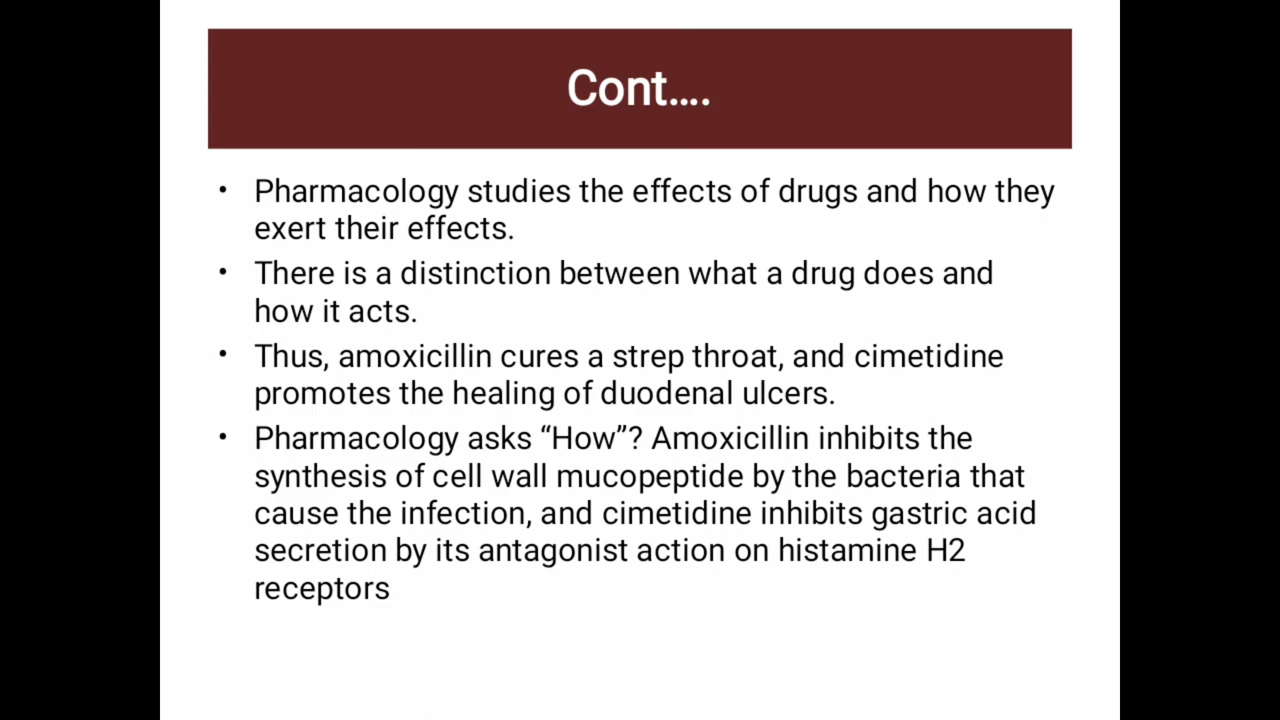 Cont....
• Pharmacology studies the effects of drugs and how they
exert their effects.
• There is a distinction between what a drug does and
how it acts.
• Thus, amoxicillin cures a strep throat, and cimetidine
promotes the healing of duodenal ulcers.
• Pharmacology asks “How”? Amoxicillin inhibits the
synthesis of cell wall mucopeptide by the bacteria that
cause the infection, and cimetidine inhibits gastric acid
secretion by its antagonist action on histamine H2
receptors